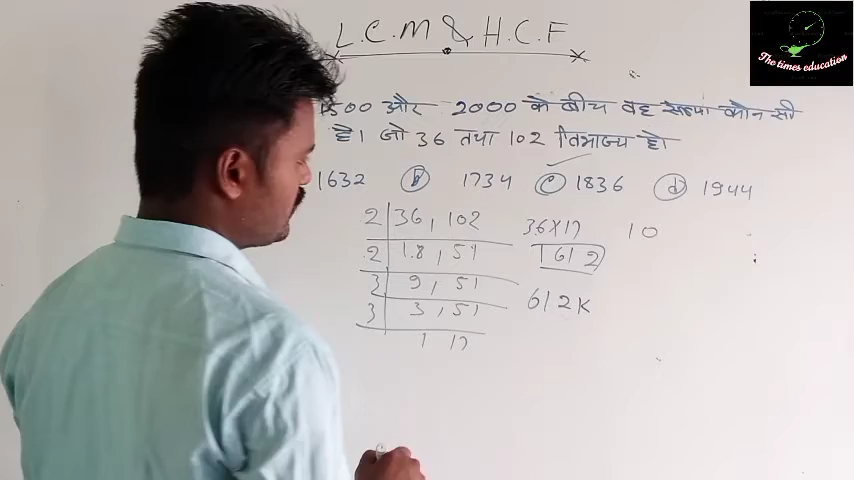 L.C.M & H.C.F
The times education
1500 और 2000 के बीच वह संख्या कौन सी
है। जो 36 तथा 102 विभाज्य हो
1632 (b) 1734 (c) 1836 (d) 1944
2 | 36, 102 36×17 10
2 | 18, 51 612
3 | 9, 51 612K
3 | 3, 51
1 17